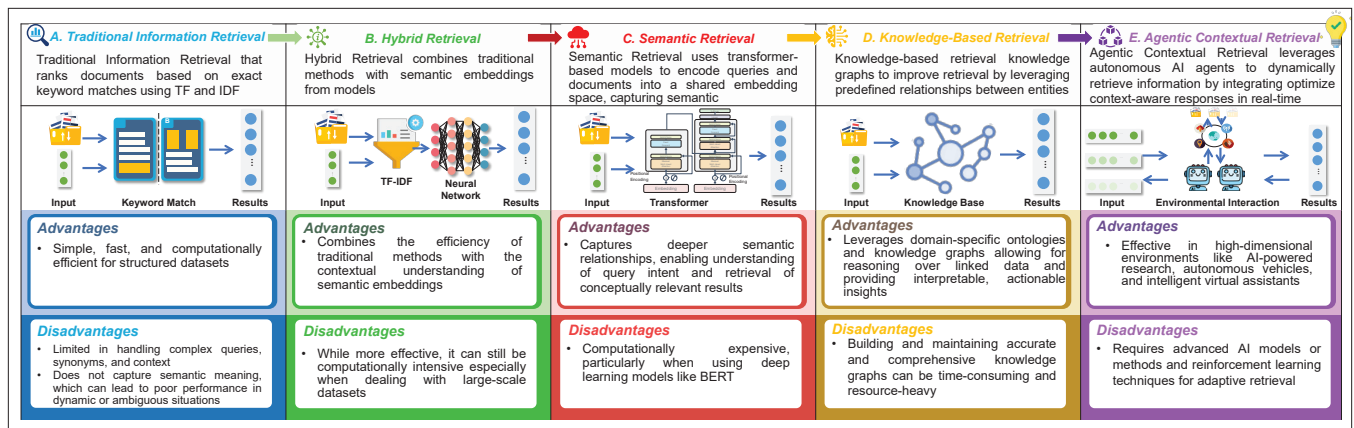 A. Traditional Information Retrieval
Traditional Information Retrieval that
ranks documents based on exact
keyword matches using TF and IDF
Input
Keyword Match
Results
Advantages
• Simple, fast, and computationally
efficient for structured datasets
Disadvantages
• Limited in handling complex queries,
synonyms, and context
• Does not capture semantic meaning,
which can lead to poor performance in
dynamic or ambiguous situations
B. Hybrid Retrieval
Hybrid Retrieval combines traditional
methods with semantic embeddings
from models
TF-IDF
Neural
Network
Input
Results
Advantages
• Combines the efficiency of
traditional methods with the
contextual understanding of
semantic embeddings
Disadvantages
• While more effective, it can still be
computationally intensive especially
when dealing with large-scale
datasets
C. Semantic Retrieval
Semantic Retrieval uses transformer-
based models to encode queries and
documents into a shared embedding
space, capturing semantic
Positional
Encoding
Positional
Encoding
Embedding
Embedding
Input
Transformer
Results
Advantages
• Captures deeper semantic
relationships, enabling understanding
of query intent and retrieval of
conceptually relevant results
Disadvantages
• Computationally expensive,
particularly when using deep
learning models like BERT
D. Knowledge-Based Retrieval
Knowledge-based retrieval knowledge
graphs to improve retrieval by leveraging
predefined relationships between entities
Input
Knowledge Base
Results
Advantages
• Leverages domain-specific ontologies
and knowledge graphs allowing for
reasoning over linked data and
providing interpretable, actionable
insights
Disadvantages
• Building and maintaining accurate
and comprehensive knowledge
graphs can be time-consuming and
resource-heavy
E. Agentic Contextual Retrieval
Agentic Contextual Retrieval leverages
autonomous AI agents to dynamically
retrieve information by integrating optimize
context-aware responses in real-time
Input
Environmental Interaction
Results
Advantages
• Effective in high-dimensional
environments like AI-powered
research, autonomous vehicles,
and intelligent virtual assistants
Disadvantages
• Requires advanced AI models or
methods and reinforcement learning
techniques for adaptive retrieval